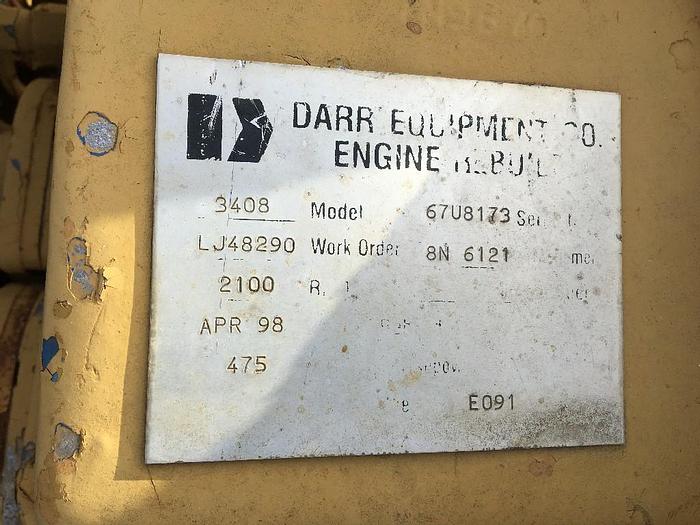 DARR EQUIPMENT CO.
ENGINE
3408 Model 67U8173
LJ48290 Work Order 8N 6121
2100
APR 98
475
E091